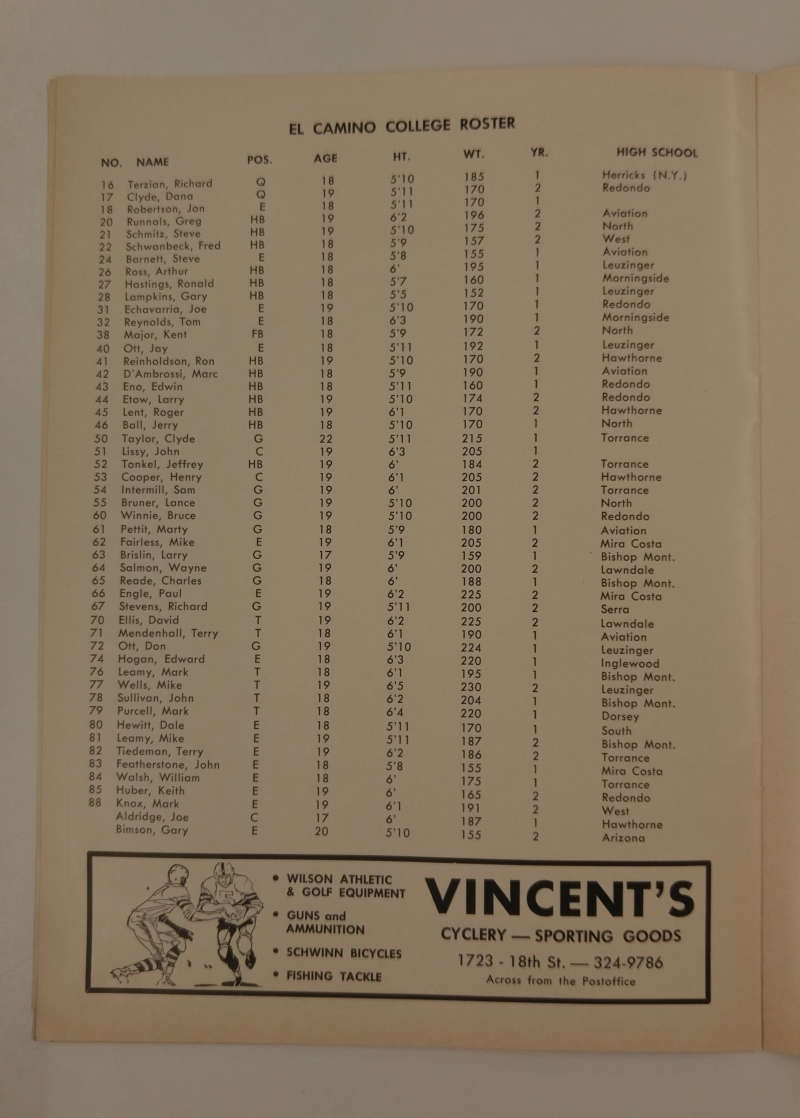 EL CAMINO COLLEGE ROSTER
NO. NAME POS. AGE HT. WT. YR. HIGH SCHOOL
16 Terzian, Richard Q 18 5'10 185 1 Herricks (N.Y.)
17 Clyde, Dana Q 19 5'11 170 2 Redondo
18 Robertson, Jon E 18 5'11 170 1
20 Runnals, Greg HB 19 6'2 196 2 Aviation
21 Schmitz, Steve HB 19 5'10 175 2 North
22 Schwanbeck, Fred HB 18 5'9 157 2 West
24 Barnett, Steve E 18 5'8 155 1 Aviation
26 Ross, Arthur HB 18 6' 195 1 Leuzinger
27 Hastings, Ronald HB 18 5'7 160 1 Morningside
28 Lampkins, Gary HB 18 5'5 152 1 Leuzinger
31 Echavarria, Joe E 19 5'10 170 1 Redondo
32 Reynolds, Tom E 18 6'3 190 1 Morningside
38 Major, Kent FB 18 5'9 172 2 North
40 Ott, Jay E 18 5'11 192 1 Leuzinger
41 Reinholdson, Ron HB 19 5'10 170 2 Hawthorne
42 D'Ambrossi, Marc HB 18 5'9 190 1 Aviation
43 Eno, Edwin HB 18 5'11 160 1 Redondo
44 Etow, Larry HB 19 5'10 174 2 Redondo
45 Lent, Roger HB 19 6'1 170 2 Hawthorne
46 Ball, Jerry HB 18 5'10 170 1 North
50 Taylor, Clyde G 22 5'11 215 1 Torrance
51 Lissy, John C 19 6'3 205 1
52 Tonkel, Jeffrey HB 19 6' 184 2 Torrance
53 Cooper, Henry C 19 6'1 205 2 Hawthorne
54 Intermill, Sam G 19 6' 201 2 Torrance
55 Bruner, Lance G 19 5'10 200 2 North
60 Winnie, Bruce G 19 5'10 200 2 Redondo
61 Pettit, Marty G 18 5'9 180 1 Aviation
62 Fairless, Mike E 19 6'1 205 2 Mira Costa
63 Brislin, Larry G 17 5'9 159 1 Bishop Mont.
64 Salmon, Wayne G 19 6' 200 2 Lawndale
65 Reade, Charles G 18 6' 188 1 Bishop Mont.
66 Engle, Paul E 19 6'2 225 2 Mira Costa
67 Stevens, Richard G 19 5'11 200 2 Serra
70 Ellis, David T 19 6'2 225 2 Lawndale
71 Mendenhall, Terry T 18 6'1 190 1 Aviation
72 Ott, Don G 19 5'10 224 1 Leuzinger
74 Hogan, Edward E 18 6'3 220 1 Inglewood
76 Leamy, Mark T 18 6'1 195 1 Bishop Mont.
77 Wells, Mike T 19 6'5 230 2 Leuzinger
78 Sullivan, John T 18 6'2 204 1 Bishop Mont.
79 Purcell, Mark T 18 6'4 220 1 Dorsey
80 Hewitt, Dale E 18 5'11 170 1 South
81 Leamy, Mike E 19 5'11 187 2 Bishop Mont.
82 Tiedeman, Terry E 19 6'2 186 2 Torrance
83 Featherstone, John E 18 5'8 155 1 Mira Costa
84 Walsh, William E 18 6' 175 1 Torrance
85 Huber, Keith E 19 6' 165 2 Redondo
88 Knox, Mark E 19 6'1 191 2 West
Aldridge, Joe C 17 6' 187 1 Hawthorne
Bimson, Gary E 20 5'10 155 2 Arizona
• WILSON ATHLETIC
& GOLF EQUIPMENT
• GUNS and
AMMUNITION
• SCHWINN BICYCLES
• FISHING TACKLE
VINCENT'S
CYCLERY — SPORTING GOODS
1723 - 18th St. — 324-9786
Across from the Postoffice